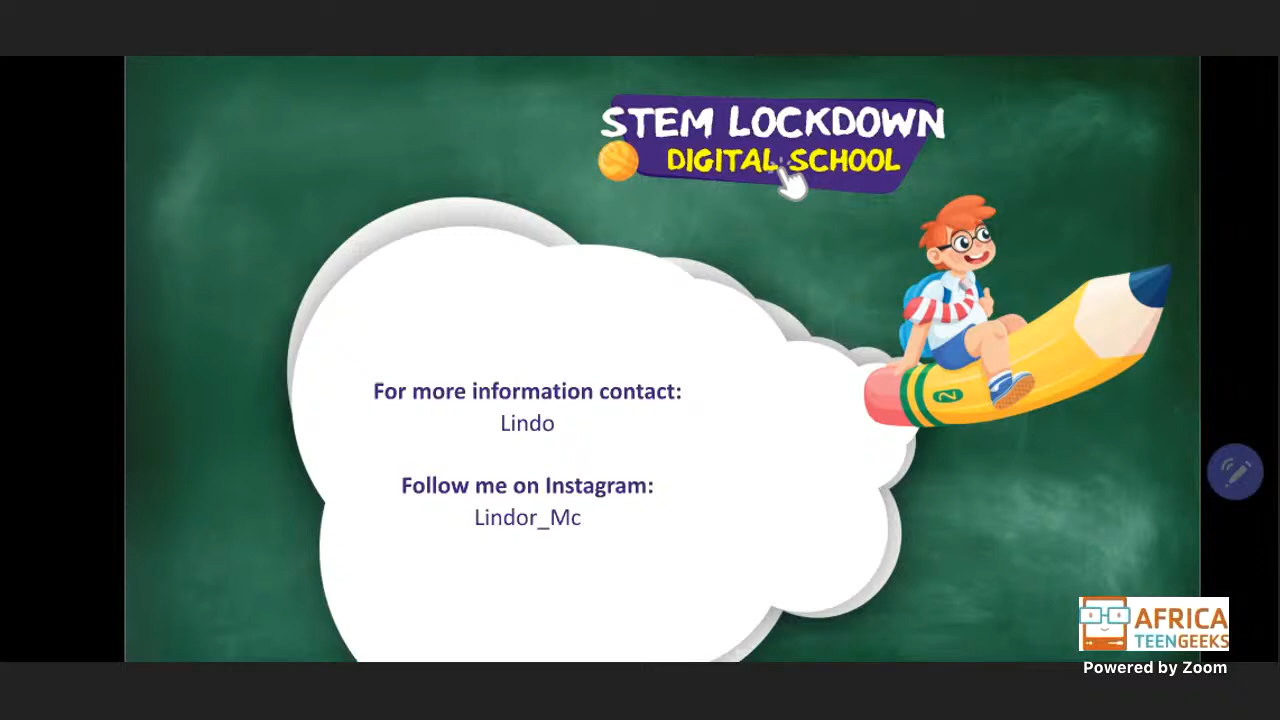 STEM LOCKDOWN
DIGITAL SCHOOL
2
For more information contact:
Lindo
Follow me on Instagram:
Lindor_Mc
AFRICA
TEENGEEKS
Powered by Zoom